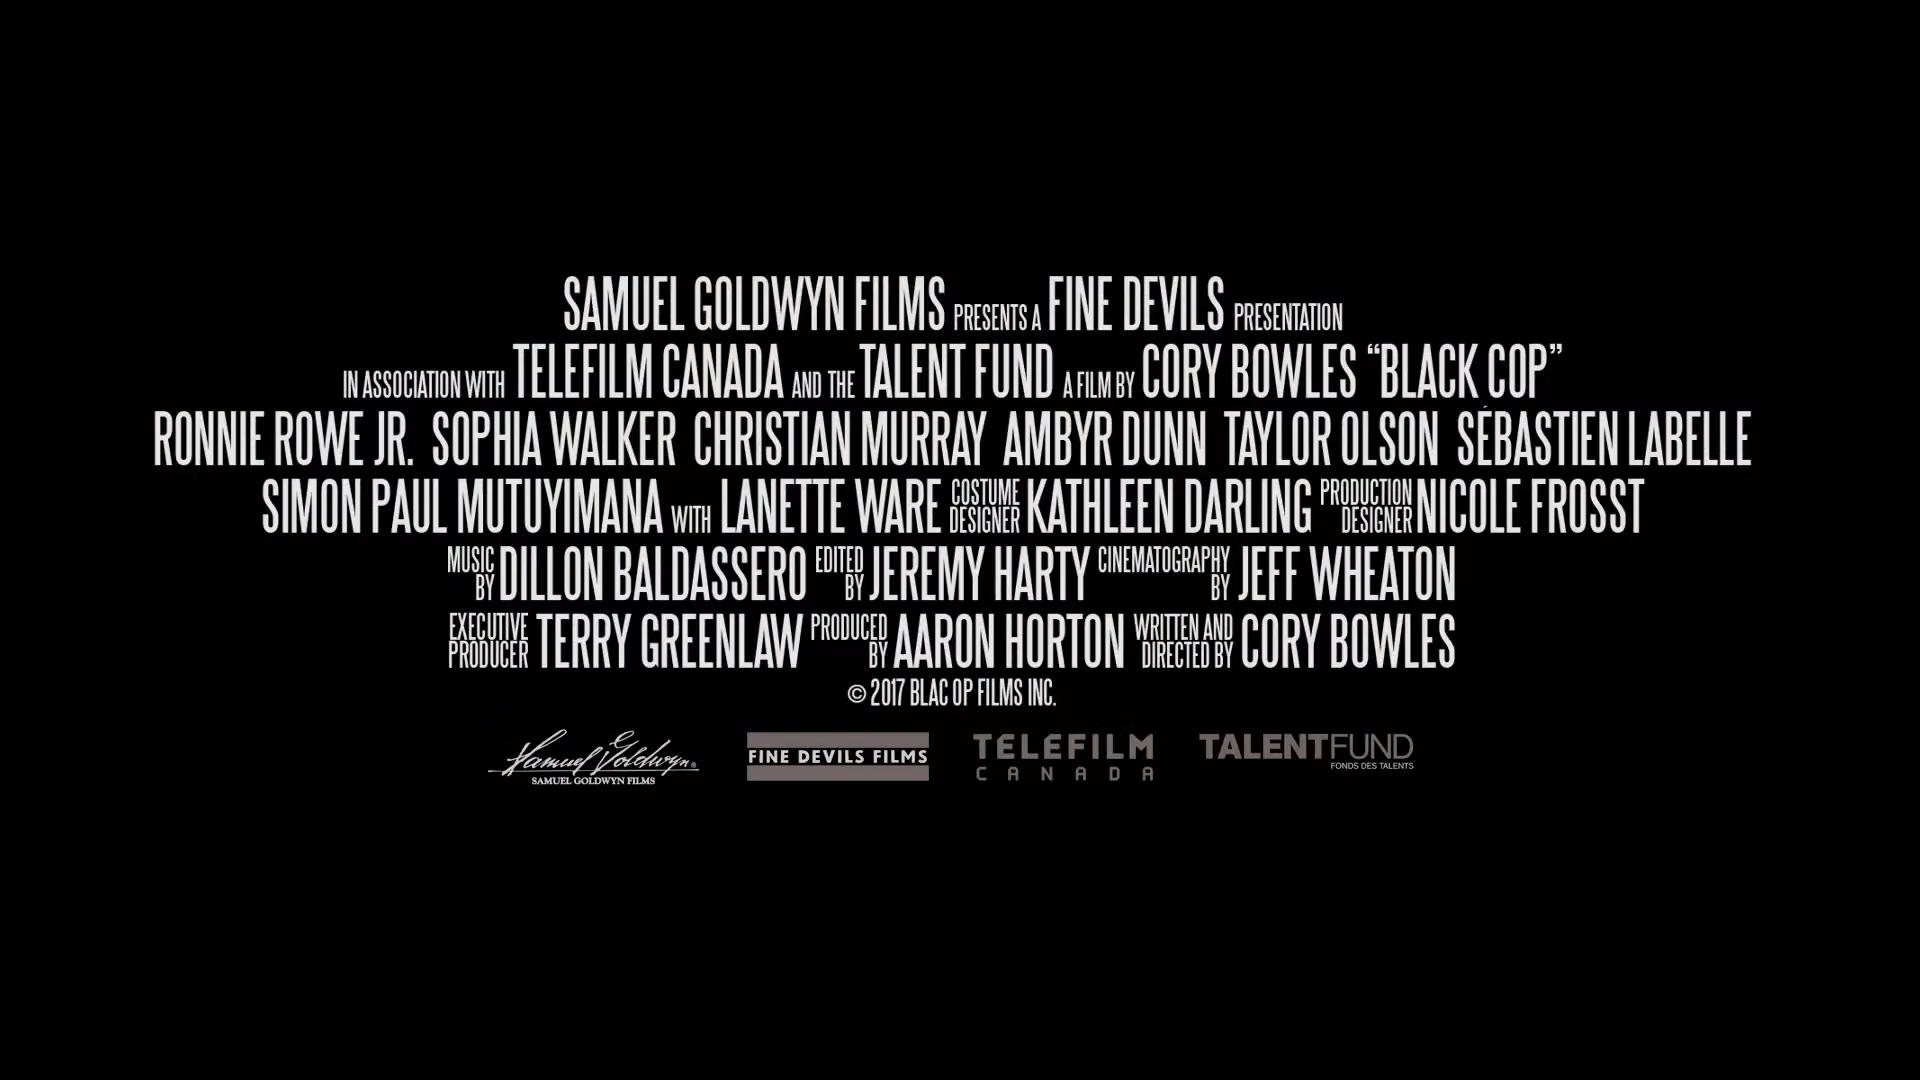 SAMUEL GOLDWYN FILMS PRESENTS A FINE DEVILS PRESENTATION
IN ASSOCIATION WITH TELEFILM CANADA AND THE TALENT FUND A FILM BY CORY BOWLES “BLACK COP”
RONNIE ROWE JR. SOPHIA WALKER CHRISTIAN MURRAY AMBYR DUNN TAYLOR OLSON SÉBASTIEN LABELLE
SIMON PAUL MUTUYIMANA WITH LANETTE WARE COSTUME DESIGNER KATHLEEN DARLING PRODUCTION DESIGNER NICOLE FROSST
MUSIC BY DILLON BALDASSERO EDITED BY JEREMY HARTY CINEMATOGRAPHY BY JEFF WHEATON
EXECUTIVE PRODUCER TERRY GREENLAW PRODUCED BY AARON HORTON WRITTEN AND DIRECTED BY CORY BOWLES
© 2017 BLAC OP FILMS INC.
Samuel Goldwyn®
SAMUEL GOLDWYN FILMS
FINE DEVILS FILMS
TELEFILM
CANADA
TALENTFUND
FONDS DES TALENTS